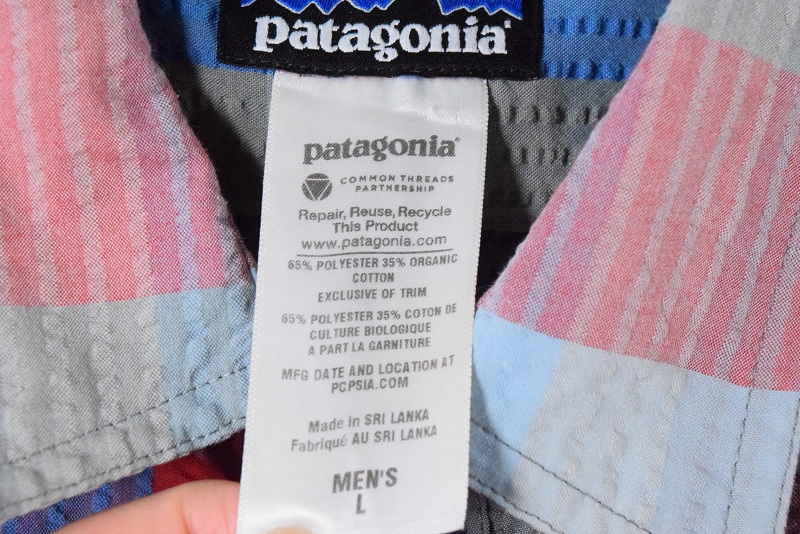 patagonia®
patagonia®
COMMON THREADS
PARTNERSHIP
Repair, Reuse, Recycle
This Product
www.patagonia.com
65% POLYESTER 35% ORGANIC
COTTON
EXCLUSIVE OF TRIM
65% POLYESTER 35% COTON DE
CULTURE BIOLOGIQUE
A PART LA GARNITURE
MFG DATE AND LOCATION AT
PCPSIA.COM
Made in SRI LANKA
Fabriqué AU SRI LANKA
MEN'S
L